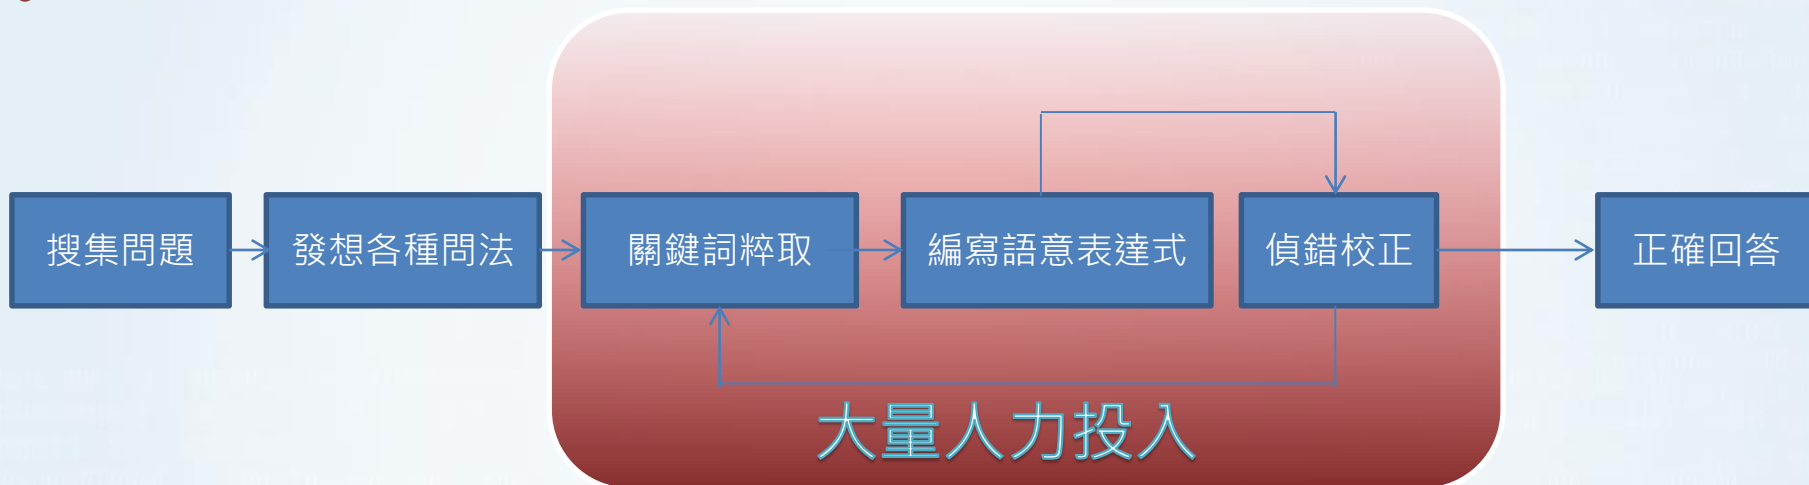 搜集問題
發想各種問法
關鍵詞粹取
編寫語意表達式
偵錯校正
正確回答
大量人力投入